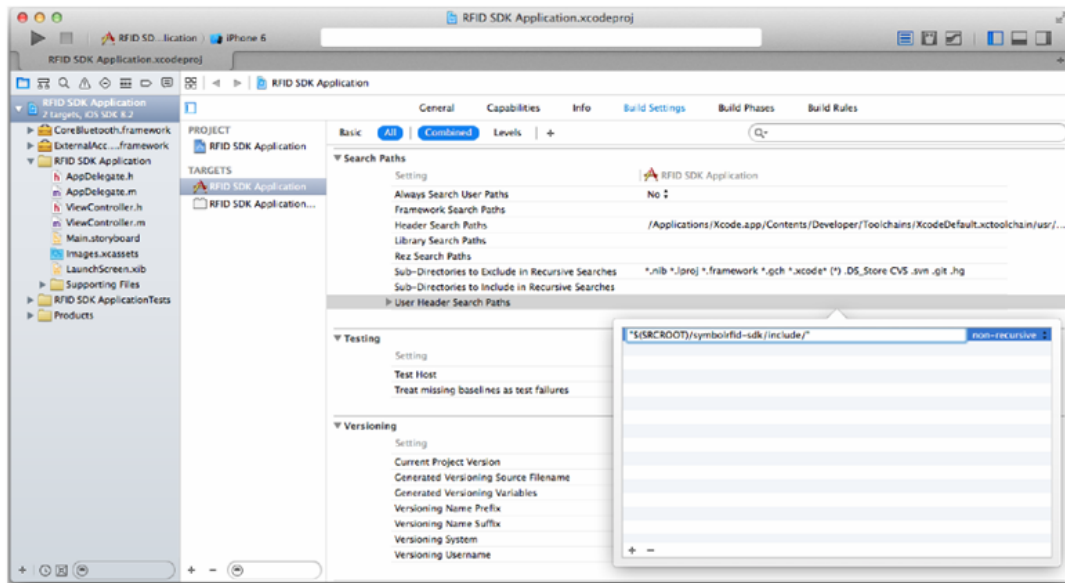 RFID SDK Application.xcodeproj
RFID SD...lication iPhone 6
RFID SDK Application.xcodeproj
RFID SDK Application
RFID SDK Application
2 targets, iOS SDK 8.2
CoreBluetooth.framework
ExternalAcc....framework
RFID SDK Application
h AppDelegate.h
m AppDelegate.m
h ViewController.h
m ViewController.m
Main.storyboard
Images.xcassets
LaunchScreen.xib
Supporting Files
RFID SDK ApplicationTests
Products
PROJECT
RFID SDK Application
TARGETS
RFID SDK Application
RFID SDK Application...
General Capabilities Info Build Settings Build Phases Build Rules
Basic All Combined Levels +
Search Paths
Setting RFID SDK Application
Always Search User Paths No
Framework Search Paths
Header Search Paths /Applications/Xcode.app/Contents/Developer/Toolchains/XcodeDefault.xctoolchain/usr/...
Library Search Paths
Rez Search Paths
Sub-Directories to Exclude in Recursive Searches *.nib *.lproj *.framework *.gch *.xcode* (*) .DS_Store CVS .svn .git .hg
Sub-Directories to Include in Recursive Searches
User Header Search Paths
"$(SRCROOT)/symbolrfid-sdk/include/" non-recursive
Testing
Setting
Test Host
Treat missing baselines as test failures
Versioning
Setting
Current Project Version
Generated Versioning Source Filename
Generated Versioning Variables
Versioning Name Prefix
Versioning Name Suffix
Versioning System
Versioning Username